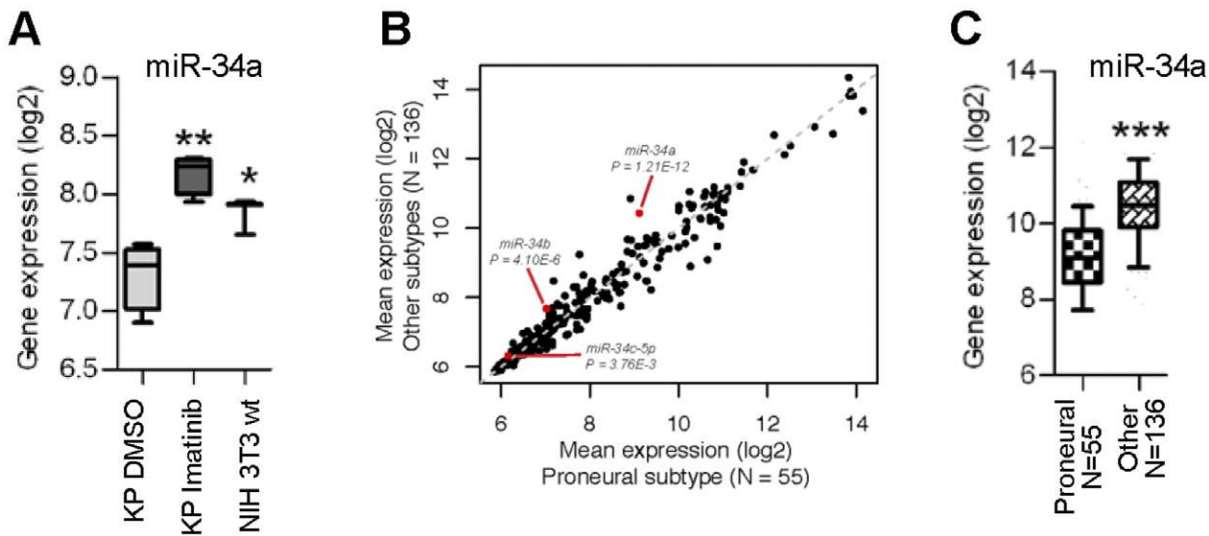 A
miR-34a
Gene expression (log2)
9.0
8.5
8.0
7.5
7.0
6.5
**
*
KP DMSO
KP Imatinib
NIH 3T3 wt
B
Mean expression (log2)
Other subtypes (N = 136)
14
12
10
8
6
miR-34a
P = 1.21E-12
miR-34b
P = 4.10E-6
miR-34c-5p
P = 3.76E-3
6
8
10
12
14
Mean expression (log2)
Proneural subtype (N = 55)
C
miR-34a
Gene expression (log2)
14
12
10
8
6
***
Proneural
N=55
Other
N=136